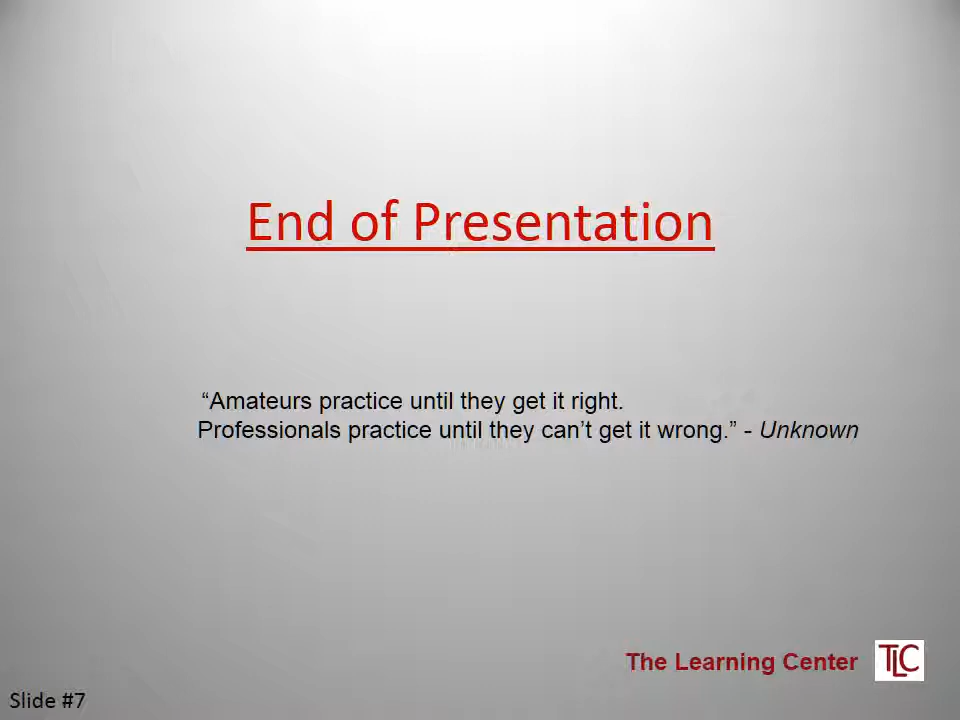 End of Presentation
“Amateurs practice until they get it right.
Professionals practice until they can’t get it wrong.” - Unknown
The Learning Center
TLC
Slide #7